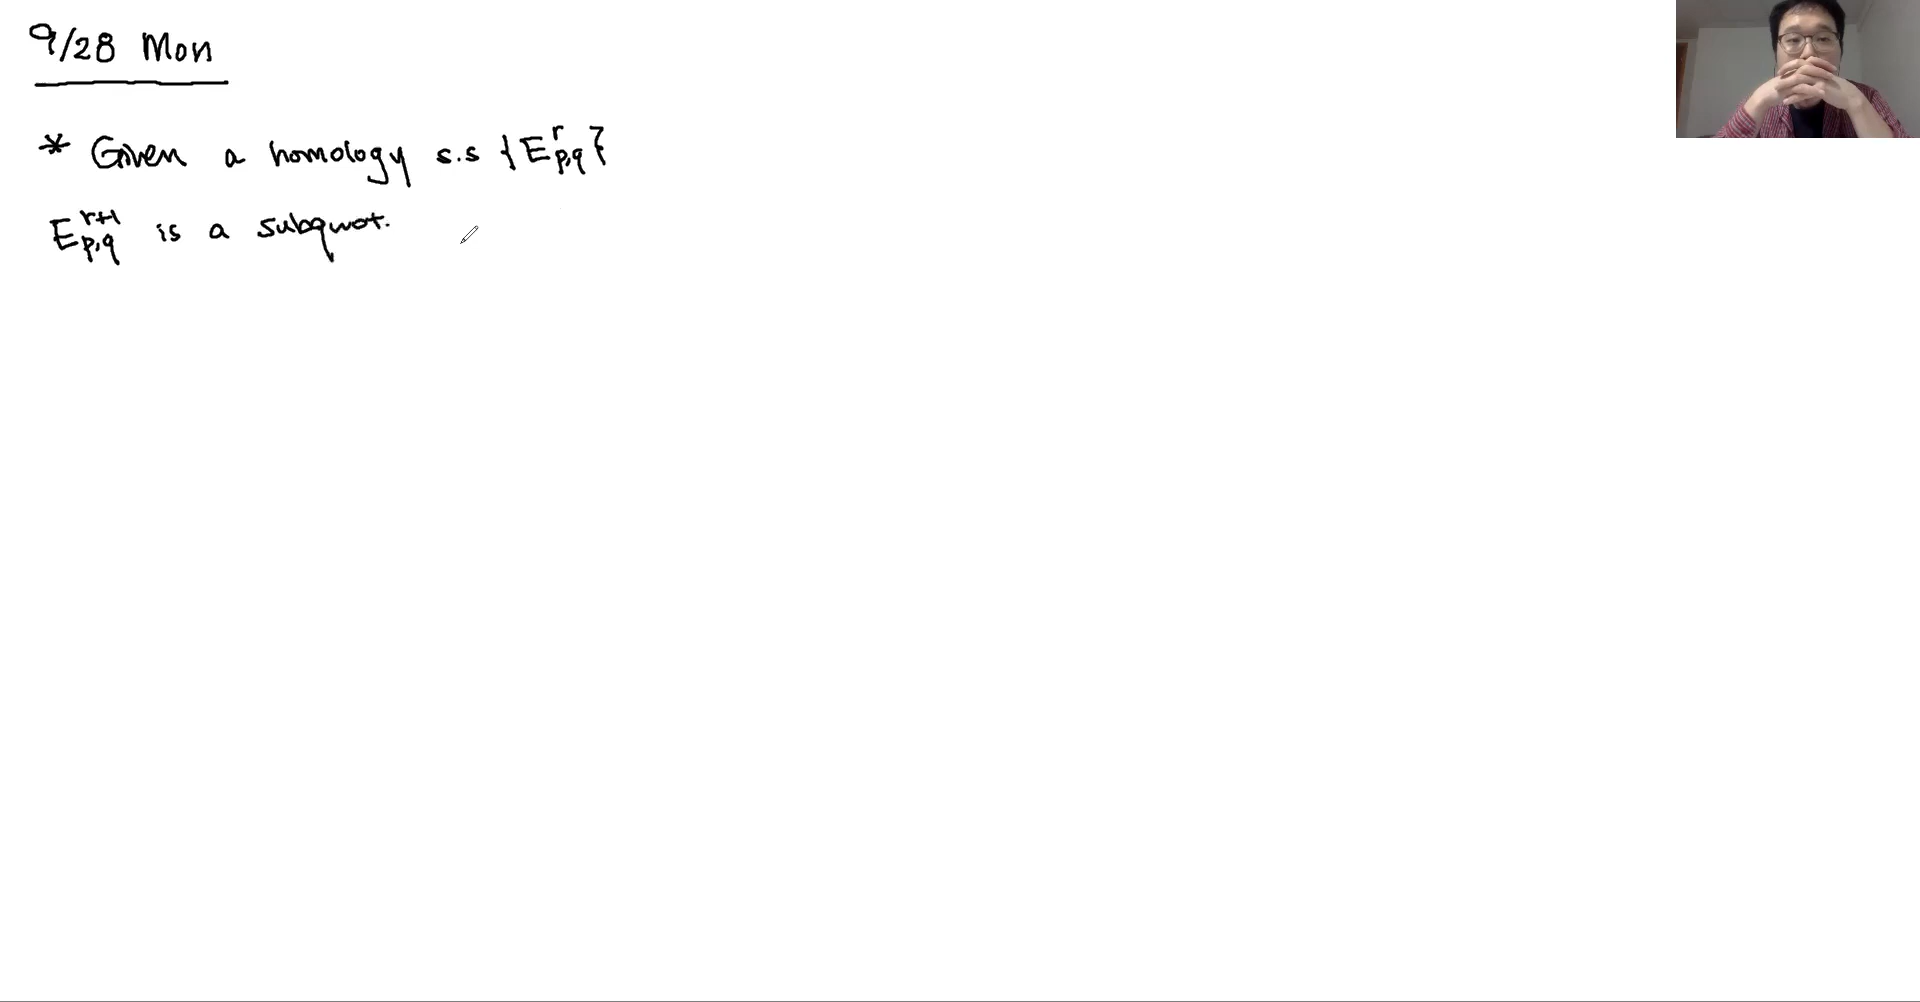 9/28 Mon
* Given a homology s.s {E^r_{p,q}}
E^{r+1}_{p,q} is a subquot.